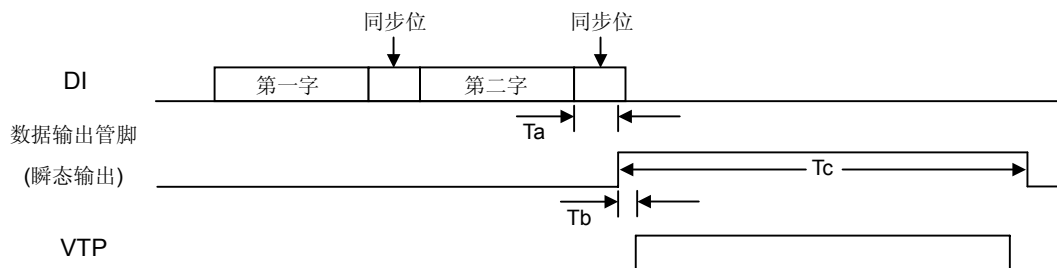 同步位 同步位
DI 第一字 第二字
Ta
数据输出管脚
(瞬态输出) Tc
Tb
VTP